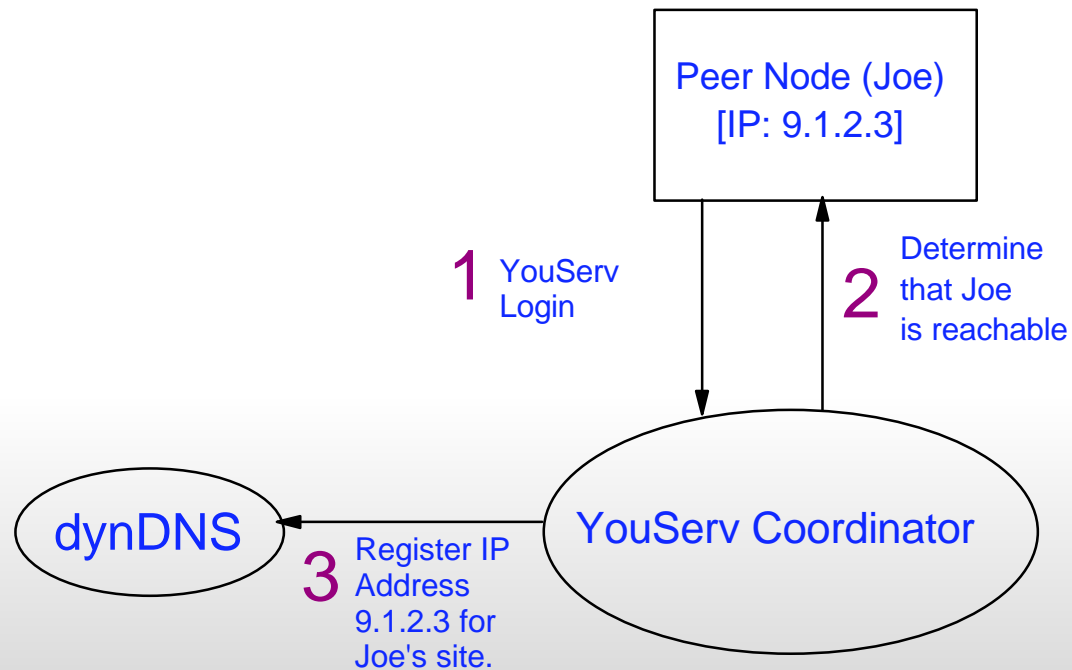 Peer Node (Joe)
[IP: 9.1.2.3]
1
YouServ
Login
2
Determine
that Joe
is reachable
dynDNS
YouServ Coordinator
3
Register IP
Address
9.1.2.3 for
Joe's site.